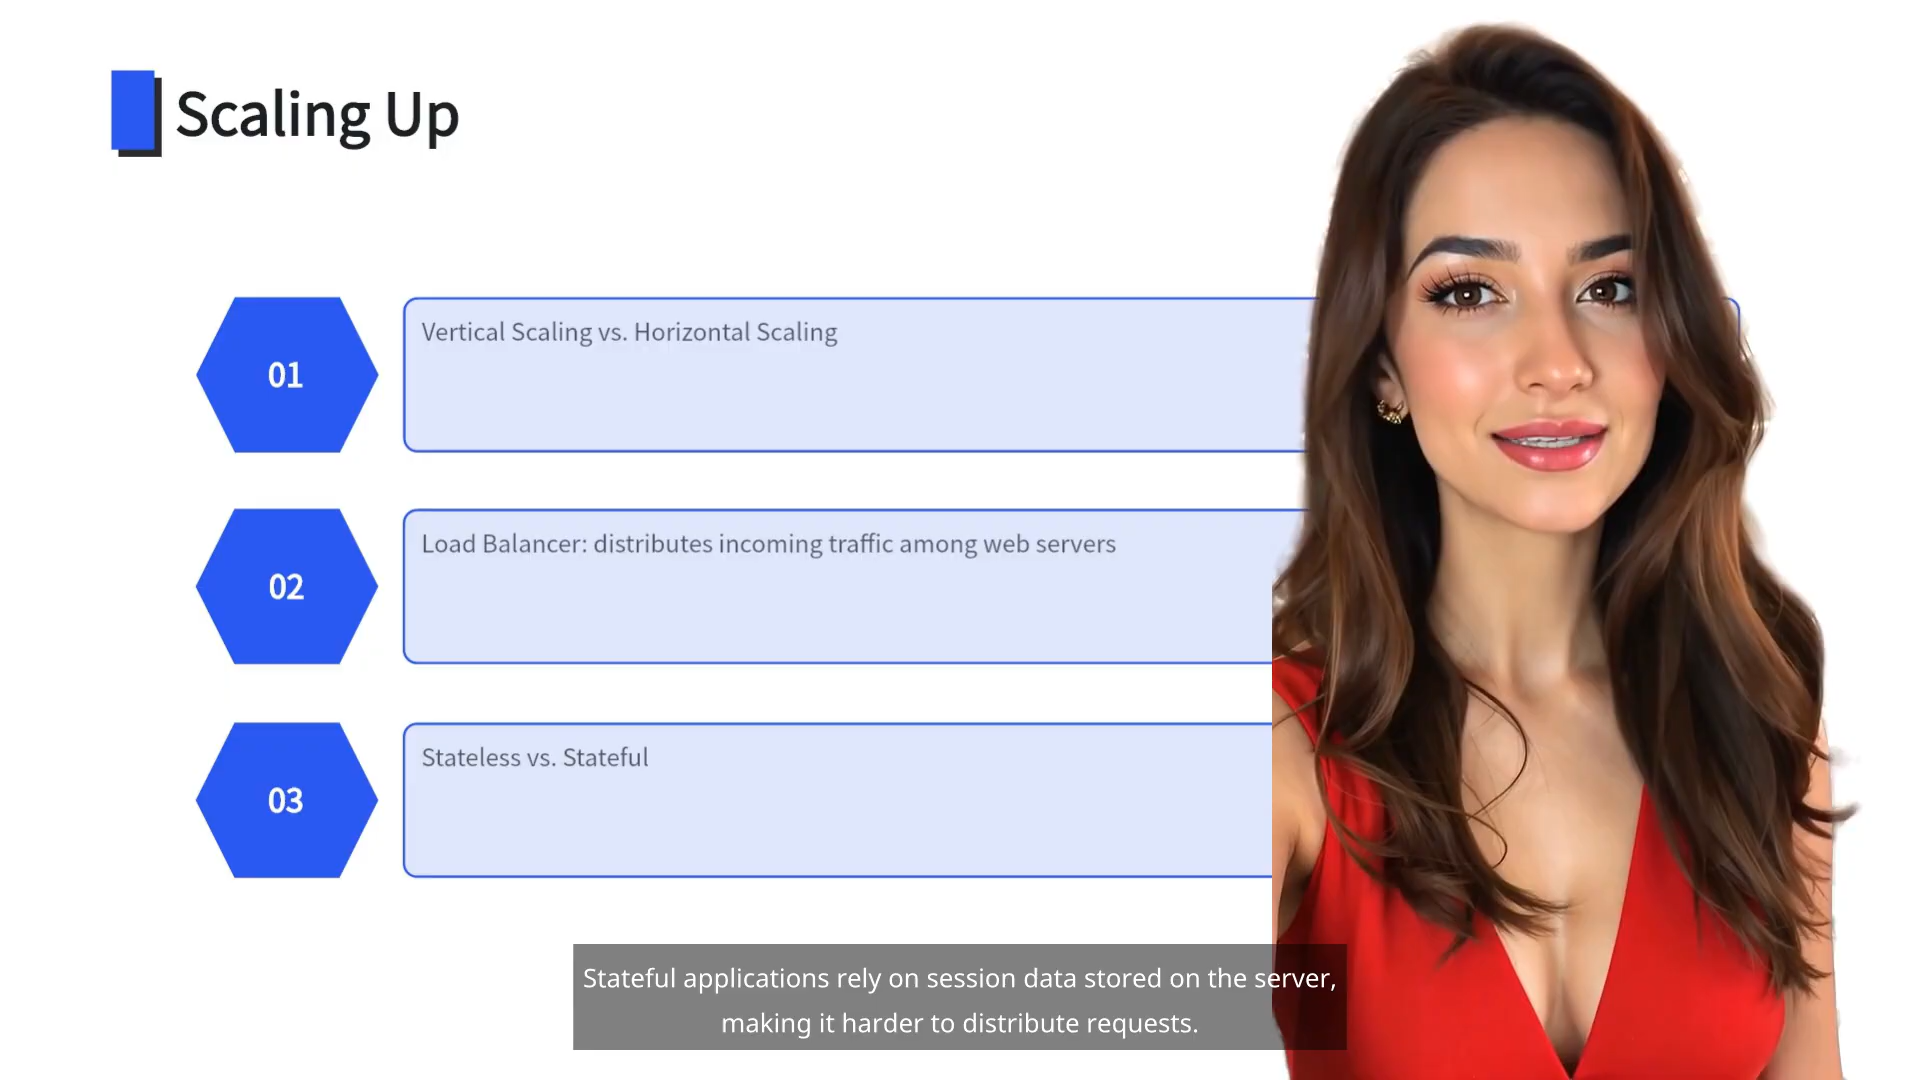 Scaling Up
01
Vertical Scaling vs. Horizontal Scaling
02
Load Balancer: distributes incoming traffic among web servers
03
Stateless vs. Stateful
Stateful applications rely on session data stored on the server,
making it harder to distribute requests.